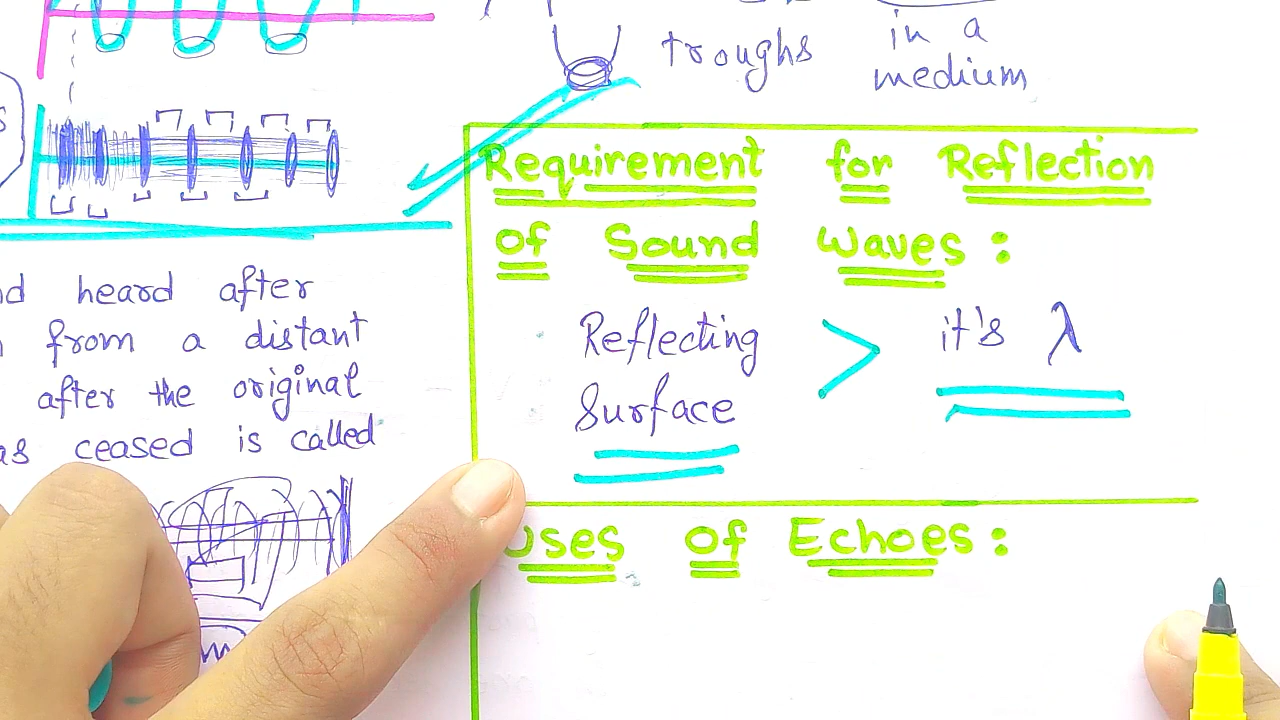 troughs
in a
medium
s
Requirement for Reflection
of Sound Waves :
Reflecting > it's λ
Surface
heard after
from a distant
after the original
ceased is called
Uses of Echoes :